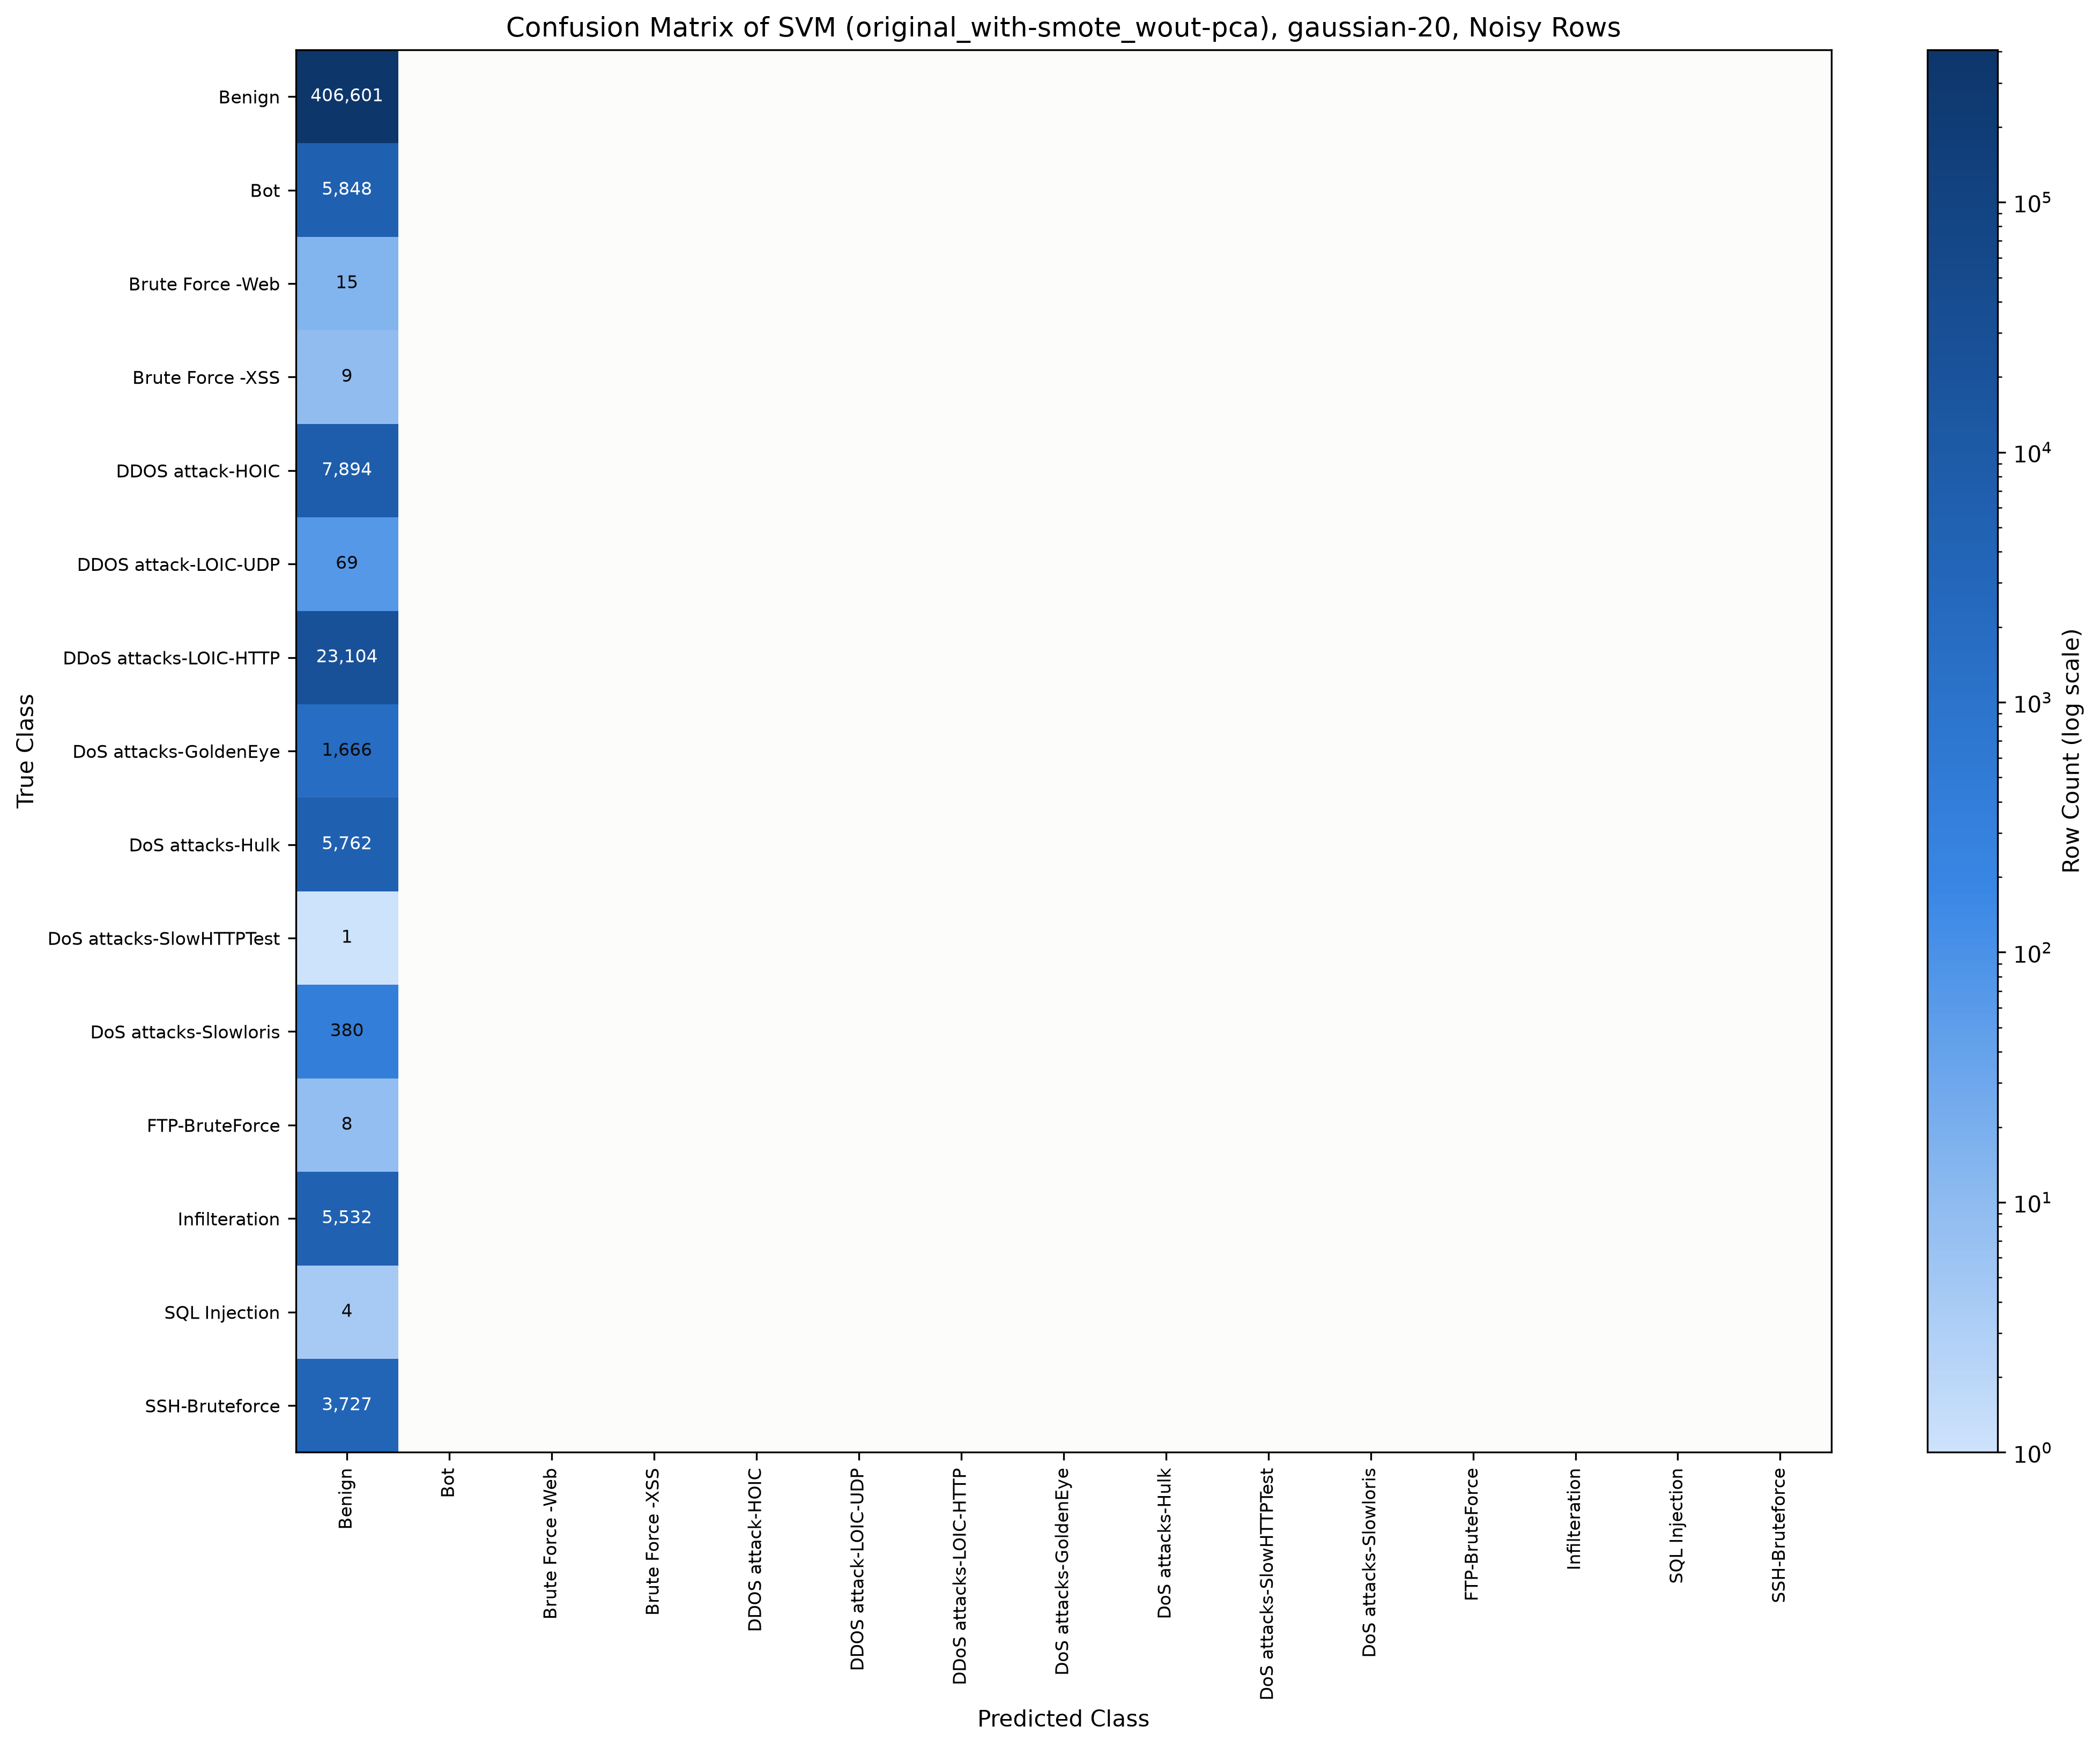 Confusion Matrix of SVM (original_with-smote_wout-pca), gaussian-20, Noisy Rows
True Class
Benign 406,601
Bot 5,848
Brute Force -Web 15
Brute Force -XSS 9
DDOS attack-HOIC 7,894
DDOS attack-LOIC-UDP 69
DDoS attacks-LOIC-HTTP 23,104
DoS attacks-GoldenEye 1,666
DoS attacks-Hulk 5,762
DoS attacks-SlowHTTPTest 1
DoS attacks-Slowloris 380
FTP-BruteForce 8
Infilteration 5,532
SQL Injection 4
SSH-Bruteforce 3,727
Benign
Bot
Brute Force -Web
Brute Force -XSS
DDOS attack-HOIC
DDOS attack-LOIC-UDP
DDoS attacks-LOIC-HTTP
DoS attacks-GoldenEye
DoS attacks-Hulk
DoS attacks-SlowHTTPTest
DoS attacks-Slowloris
FTP-BruteForce
Infilteration
SQL Injection
SSH-Bruteforce
Predicted Class
10⁵
10⁴
10³
10²
10¹
10⁰
Row Count (log scale)